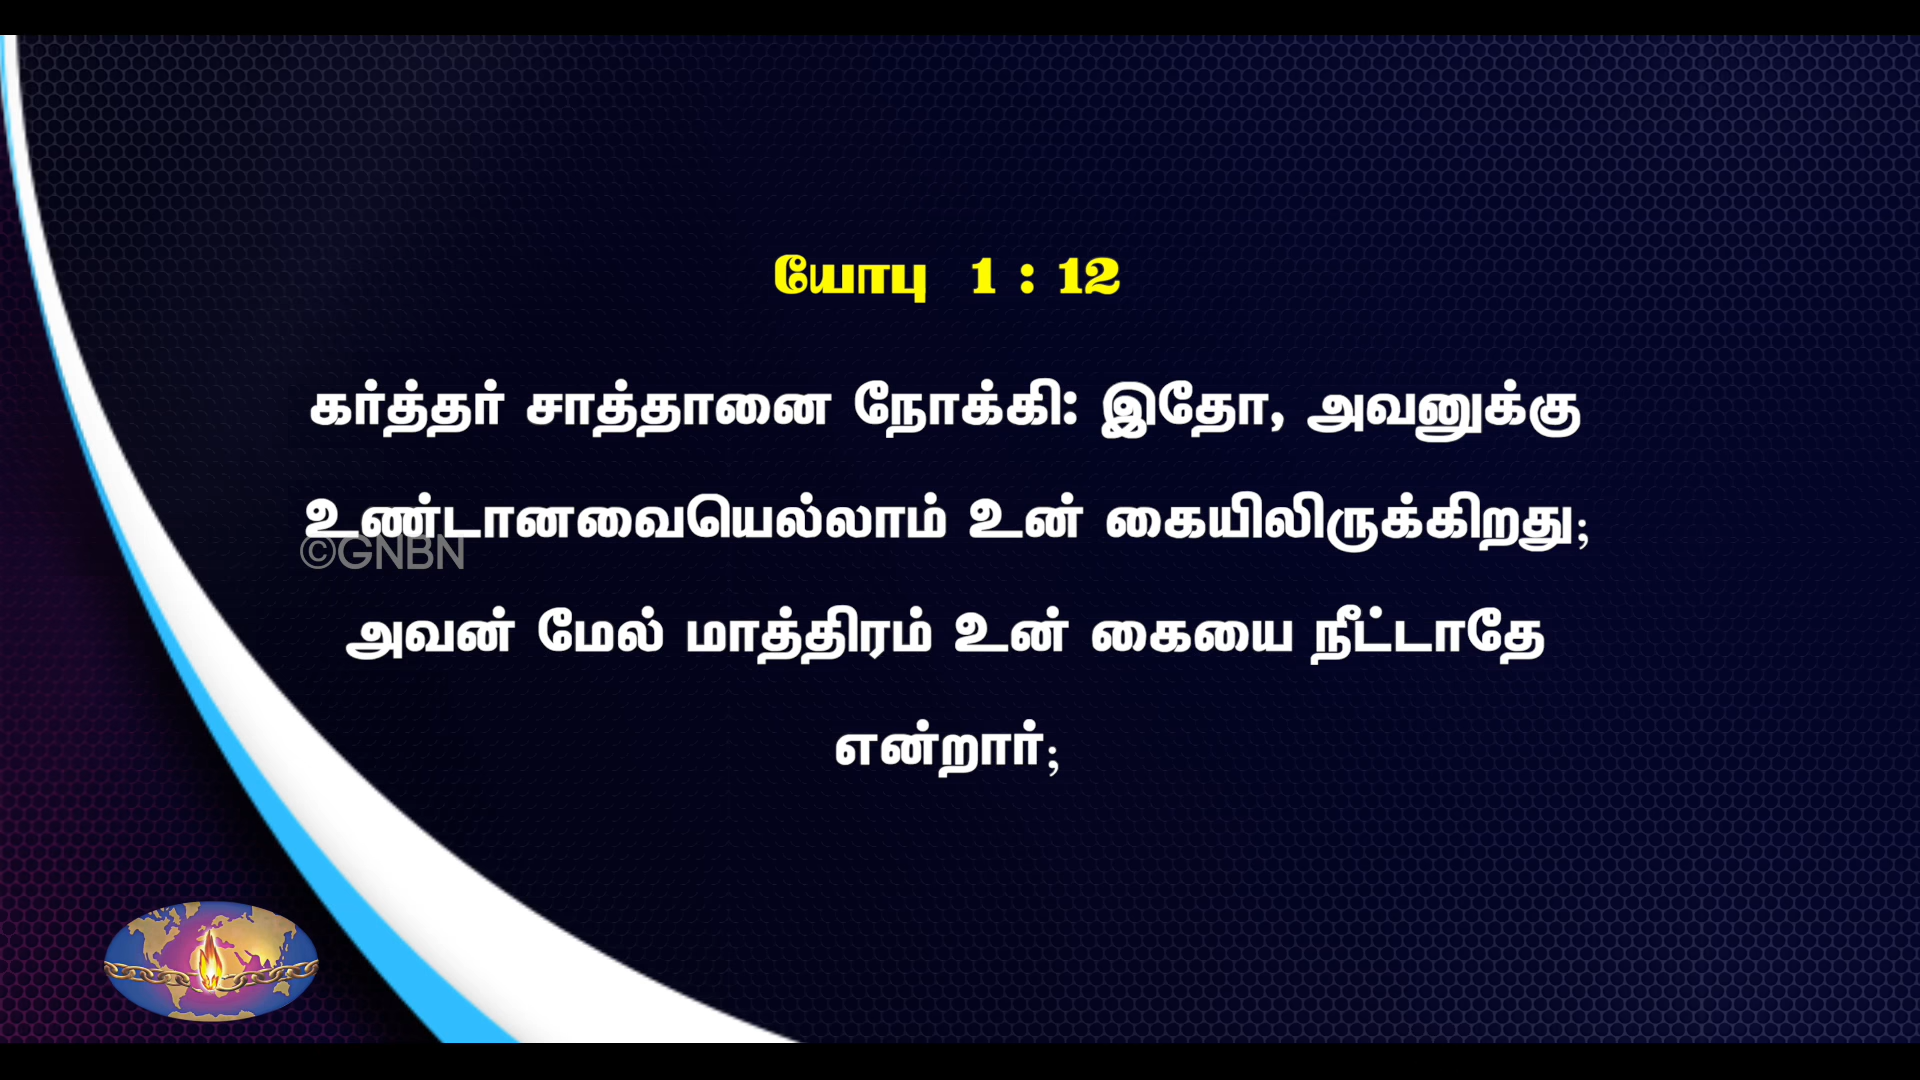 யோபு 1 : 12
கர்த்தர் சாத்தானை நோக்கி: இதோ, அவனுக்கு
உண்டானவையெல்லாம் உன் கையிலிருக்கிறது;
©GNBN
அவன் மேல் மாத்திரம் உன் கையை நீட்டாதே
என்றார்;